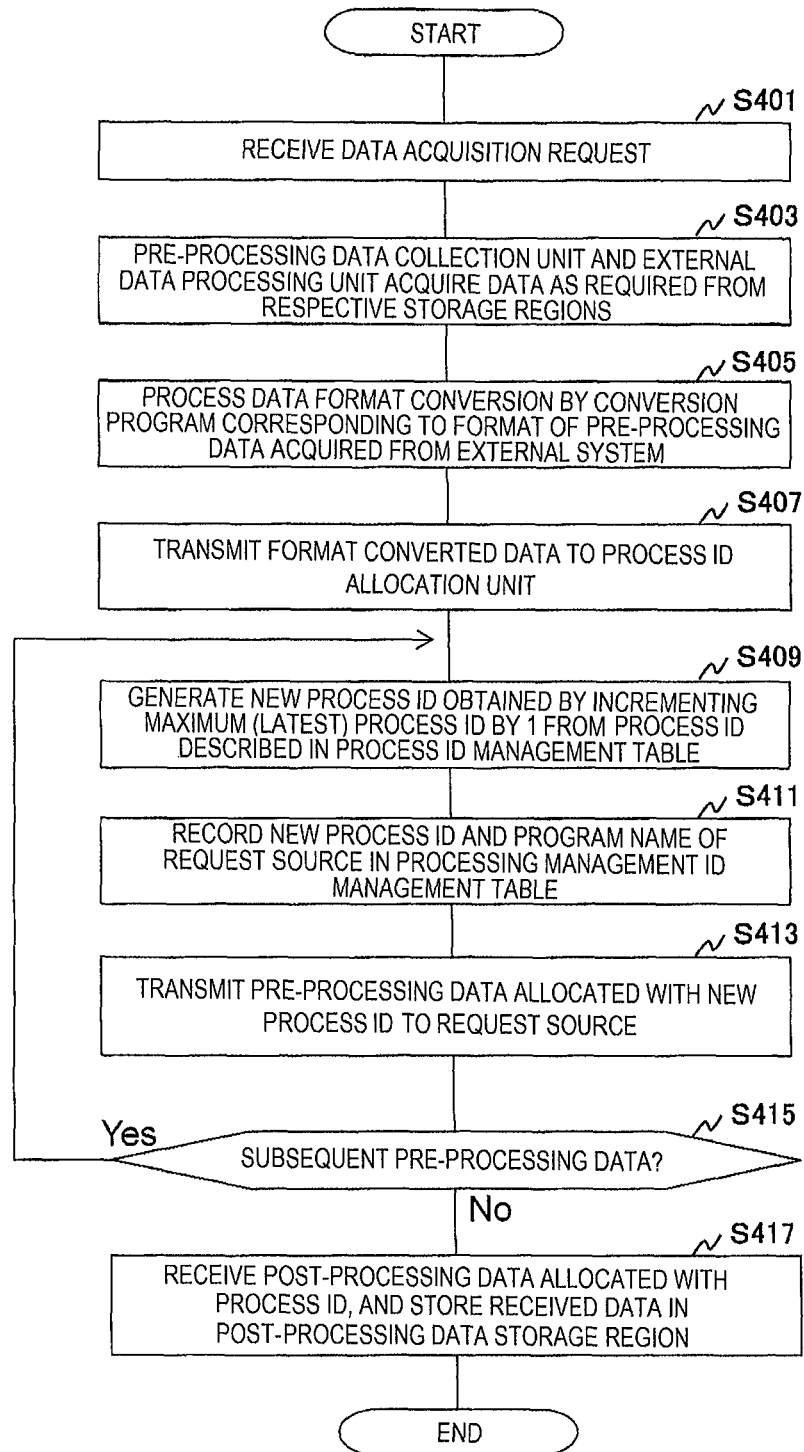 START
S401
RECEIVE DATA ACQUISITION REQUEST
S403
PRE-PROCESSING DATA COLLECTION UNIT AND EXTERNAL
DATA PROCESSING UNIT ACQUIRE DATA AS REQUIRED FROM
RESPECTIVE STORAGE REGIONS
S405
PROCESS DATA FORMAT CONVERSION BY CONVERSION
PROGRAM CORRESPONDING TO FORMAT OF PRE-PROCESSING
DATA ACQUIRED FROM EXTERNAL SYSTEM
S407
TRANSMIT FORMAT CONVERTED DATA TO PROCESS ID
ALLOCATION UNIT
S409
GENERATE NEW PROCESS ID OBTAINED BY INCREMENTING
MAXIMUM (LATEST) PROCESS ID BY 1 FROM PROCESS ID
DESCRIBED IN PROCESS ID MANAGEMENT TABLE
S411
RECORD NEW PROCESS ID AND PROGRAM NAME OF
REQUEST SOURCE IN PROCESSING MANAGEMENT ID
MANAGEMENT TABLE
S413
TRANSMIT PRE-PROCESSING DATA ALLOCATED WITH NEW
PROCESS ID TO REQUEST SOURCE
S415
Yes
SUBSEQUENT PRE-PROCESSING DATA?
No
S417
RECEIVE POST-PROCESSING DATA ALLOCATED WITH
PROCESS ID, AND STORE RECEIVED DATA IN
POST-PROCESSING DATA STORAGE REGION
END